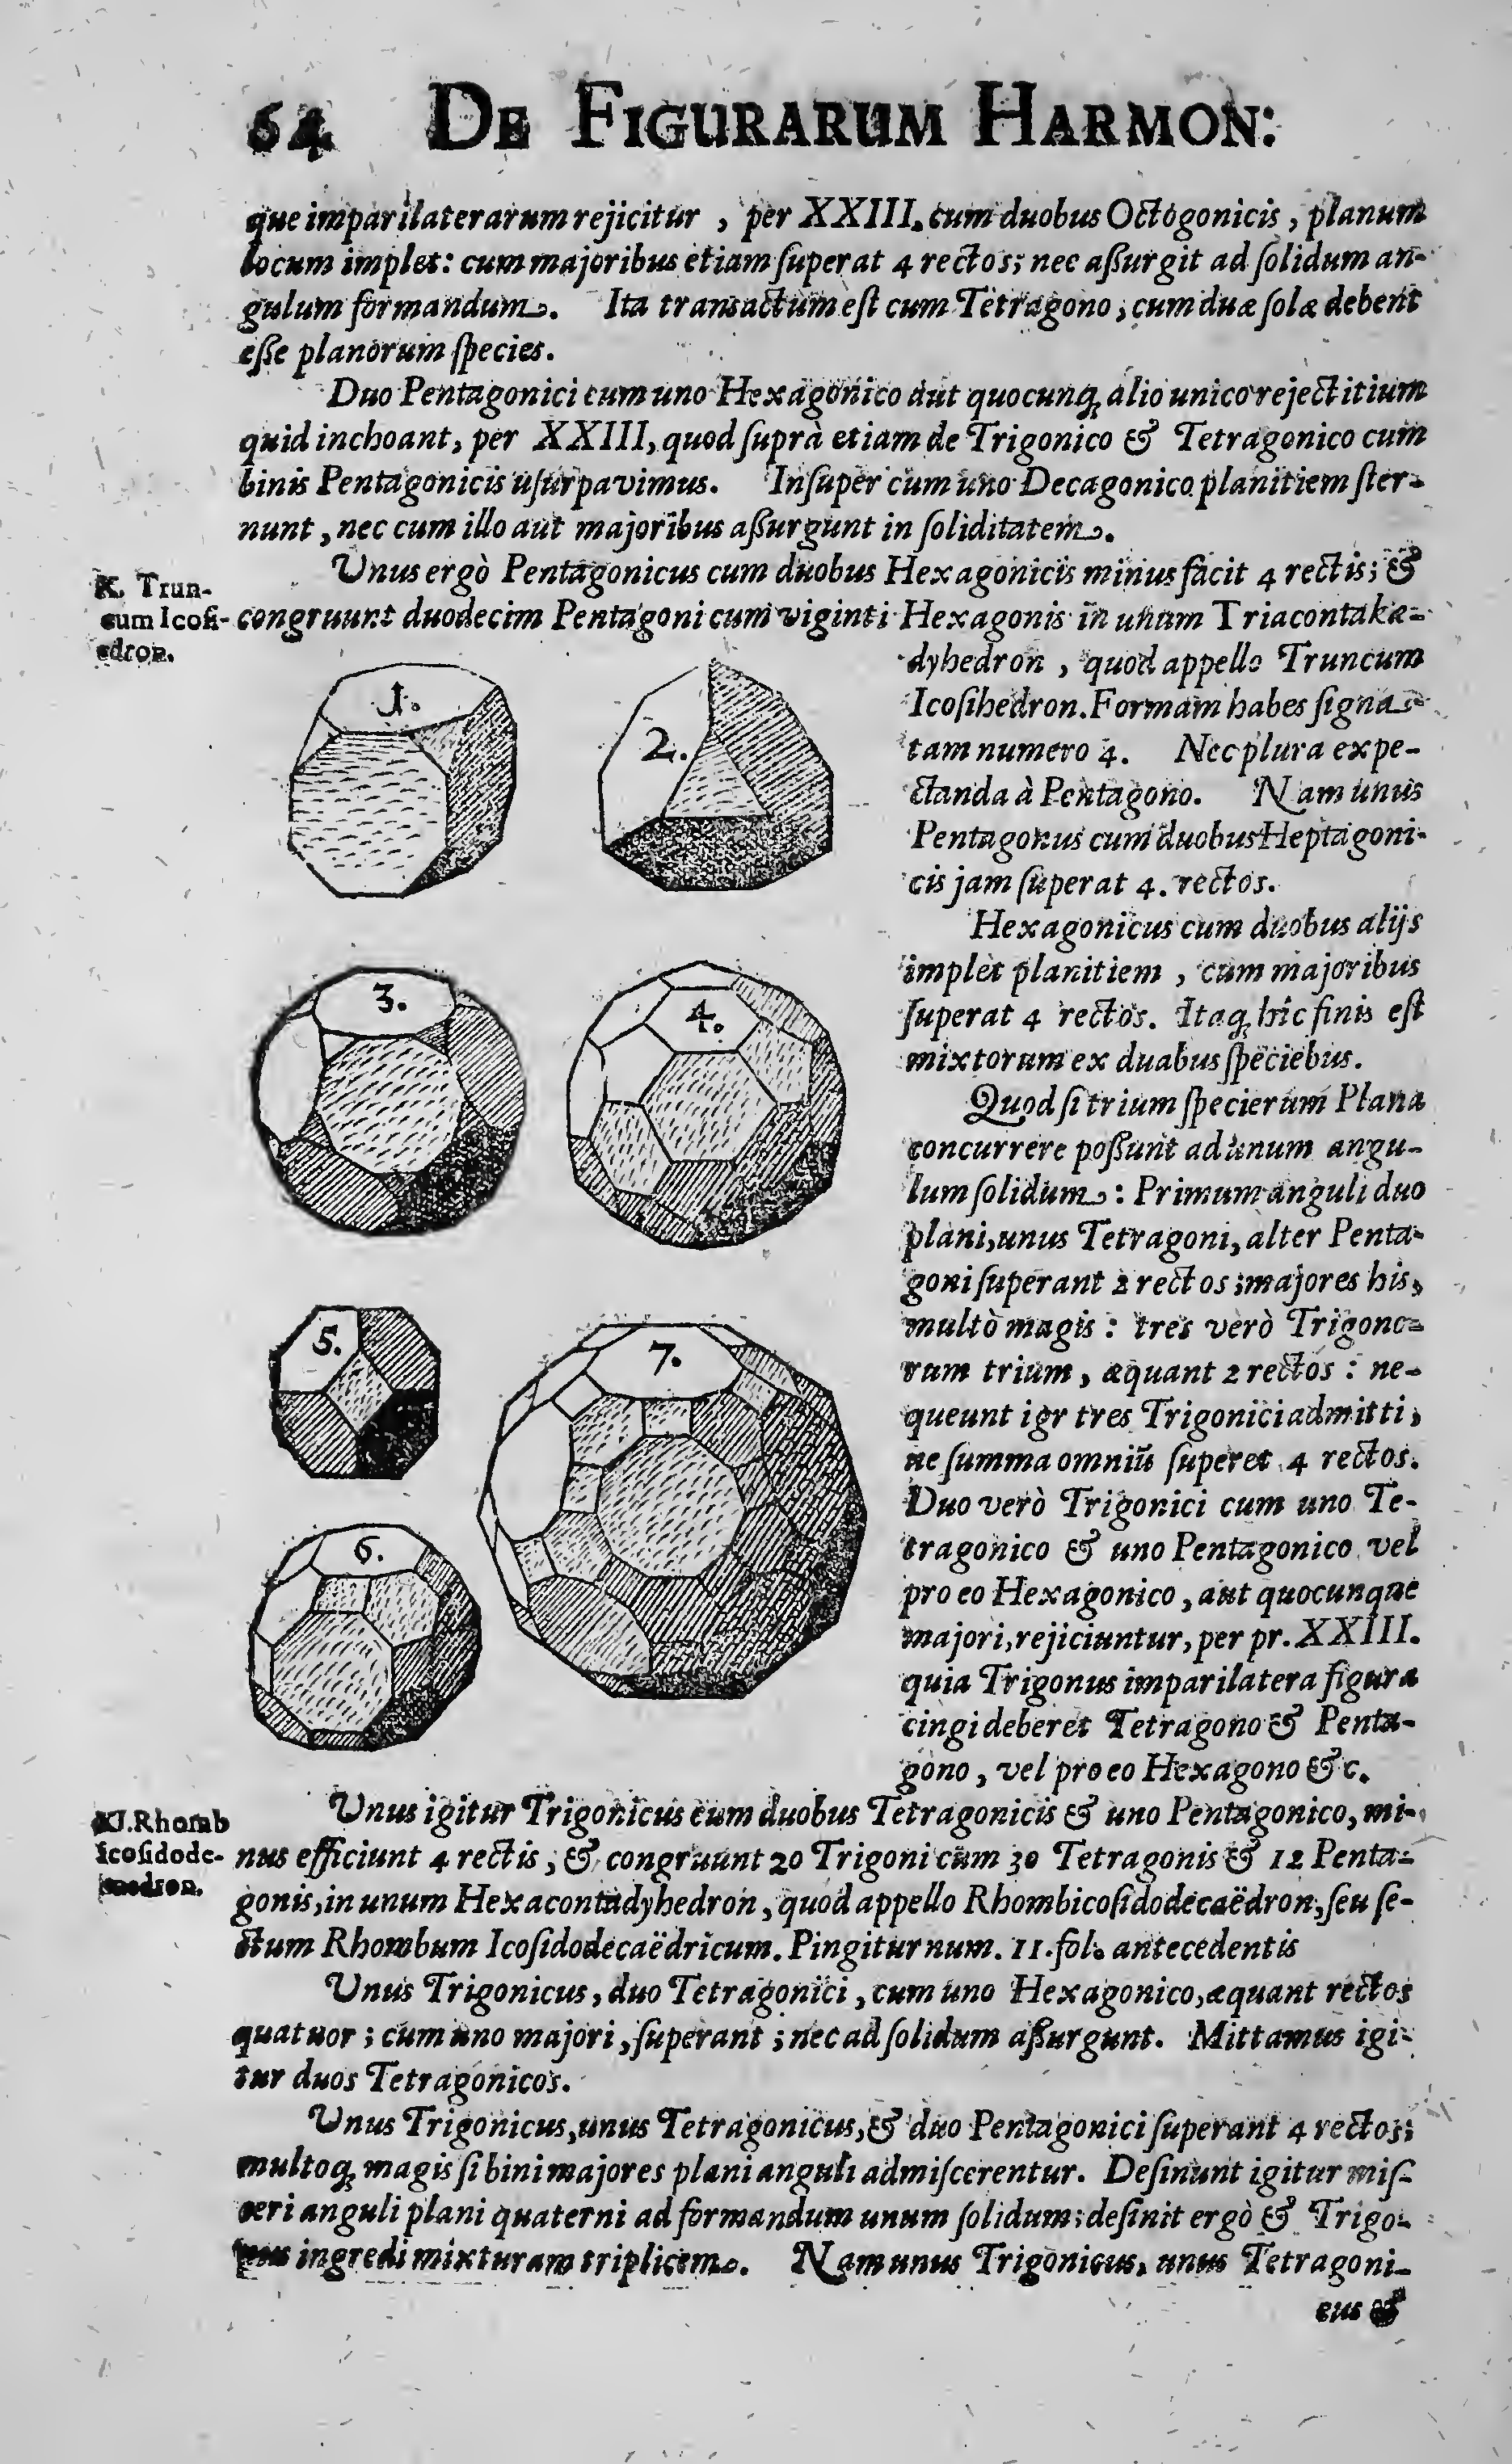 64 DE FIGURARUM HARMON:
que imparilaterarum rejicitur, per XXIII. cum duobus Octogonicis, planum
locum implet: cum majoribus etiam ſuperat 4 rectos; nec aßurgit ad ſolidum an-
gulum formandum. Ita transactum eſt cum Tetragono, cum duæ ſolæ debent
eſſe planorum ſpecies.
Duo Pentagonici cum uno Hexagonico aut quocunq; alio unico rejectitium
quid inchoant, per XXIII, quod ſuprà etiam de Trigonico & Tetragonico cum
binis Pentagonicis uſurpavimus. Inſuper cum uno Decagonico planitiem ſter-
nunt, nec cum illo aut majoribus aßurgunt in ſoliditatem.
Unus ergò Pentagonicus cum duobus Hexagonicis minus facit 4 rectis; &
K. Trun-
cum Icoſi-
edron.
congruunt duodecim Pentagoni cum viginti Hexagonis in unum Triacontaka-
dyhedron, quod appello Truncum
Icoſihedron. Formam habes ſigna-
tam numero 4. Nec plura expe-
ctanda à Pentagono. Nam unus
Pentagonus cum duobus Heptagoni-
cis jam ſuperat 4. rectos.
Hexagonicus cum duobus alijs
implet planitiem, cum majoribus
ſuperat 4 rectos. Itaq; hic finis eſt
mixtorum ex duabus ſpeciebus.
Quod ſi trium ſpecierum Plana
concurrere poßunt ad unum angu-
lum ſolidum: Primum anguli duo
plani, unus Tetragoni, alter Penta-
goni ſuperant 2 rectos; majores his,
multò magis: tres verò Trigono-
rum trium, æquant 2 rectos: ne-
queunt igr tres Trigonici admitti,
ne ſumma omniū ſuperet 4 rectos.
Duo verò Trigonici cum uno Te-
tragonico & uno Pentagonico vel
pro eo Hexagonico, aut quocunque
majori, rejiciuntur, per pr. XXIII.
quia Trigonus imparilatera figura
cingi deberet Tetragono & Penta-
gono, vel pro eo Hexagono & c.
1.
2.
3.
4.
5.
7.
6.
Unus igitur Trigonicus cum duobus Tetragonicis & uno Pentagonico, mi-
XI. Rhomb
icoſidode-
nus efficiunt 4 rectis, & congruunt 20 Trigoni cum 30 Tetragonis & 12 Penta-
gonis, in unum Hexacontadyhedron, quod appello Rhombicoſidodecaëdron, ſeu ſe-
ctum Rhombum Icoſidodecaëdricum. Pingitur num. 11. fol. antecedentis
Unus Trigonicus, duo Tetragonici, cum uno Hexagonico, æquant rectos
quatuor; cum uno majori, ſuperant; nec ad ſolidum aßurgunt. Mittamus igi-
tur duos Tetragonicos.
Unus Trigonicus, unus Tetragonicus, & duo Pentagonici ſuperant 4 rectos;
multoq; magis ſi bini majores plani anguli admiſcerentur. Deſinunt igitur miſ-
ceri anguli plani quaterni ad formandum unum ſolidum; deſinit ergò & Trigo-
nus ingredi mixturam triplicem. Nam unus Trigonicus, unus Tetragoni-
cus &